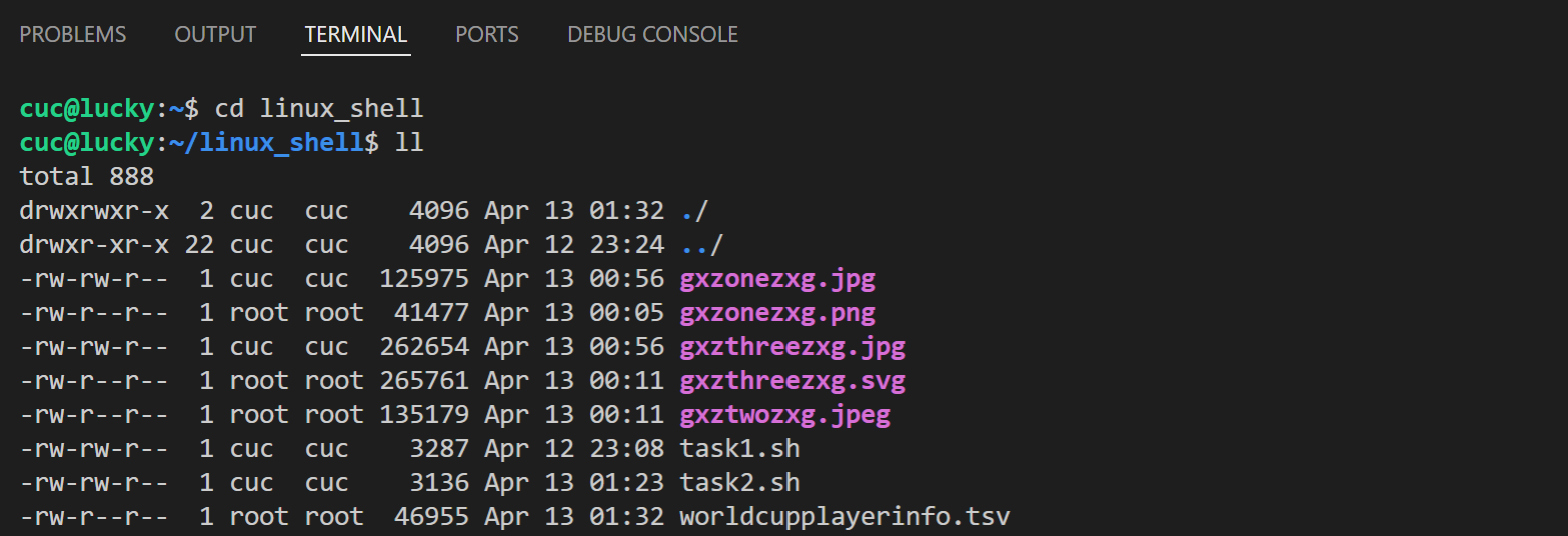 PROBLEMS OUTPUT TERMINAL PORTS DEBUG CONSOLE
cuc@lucky:~$ cd linux_shell
cuc@lucky:~/linux_shell$ ll
total 888
drwxrwxr-x  2 cuc  cuc    4096 Apr 13 01:32 ./
drwxr-xr-x 22 cuc  cuc    4096 Apr 12 23:24 ../
-rw-rw-r--  1 cuc  cuc  125975 Apr 13 00:56 gxzonezxg.jpg
-rw-r--r--  1 root root  41477 Apr 13 00:05 gxzonezxg.png
-rw-rw-r--  1 cuc  cuc  262654 Apr 13 00:56 gxzthreezxg.jpg
-rw-r--r--  1 root root 265761 Apr 13 00:11 gxzthreezxg.svg
-rw-r--r--  1 root root 135179 Apr 13 00:11 gxztwozxg.jpeg
-rw-rw-r--  1 cuc  cuc    3287 Apr 12 23:08 task1.sh
-rw-rw-r--  1 cuc  cuc    3136 Apr 13 01:23 task2.sh
-rw-r--r--  1 root root  46955 Apr 13 01:32 worldcupplayerinfo.tsv